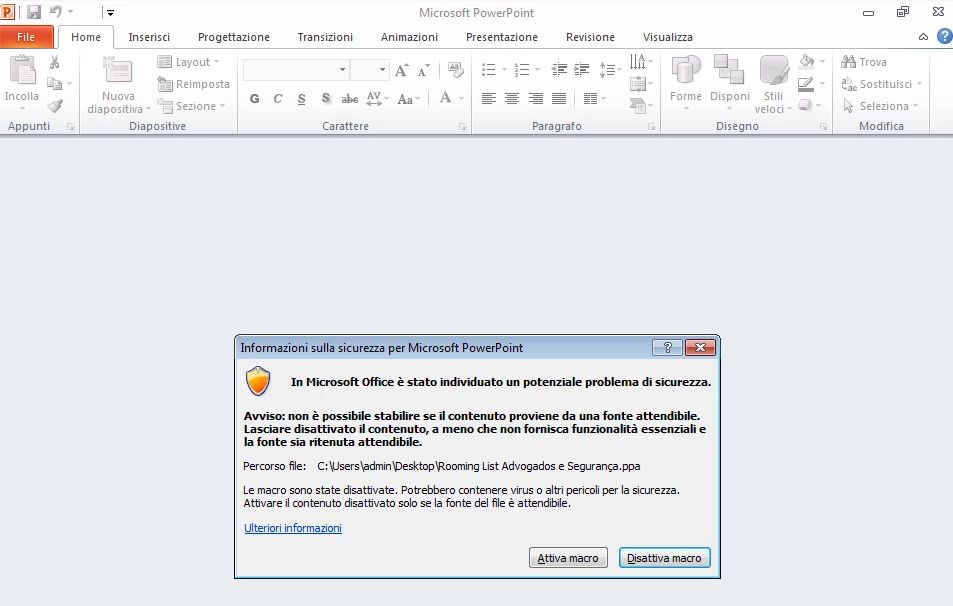 Microsoft PowerPoint
File Home Inserisci Progettazione Transizioni Animazioni Presentazione Revisione Visualizza
Incolla
Appunti
Nuova
diapositiva
Layout
Reimposta
Sezione
Diapositive
G C S S abc AV Aa A
Carattere
Paragrafo
Forme
Disponi
Stili
veloci
Disegno
Trova
Sostituisci
Seleziona
Modifica
Informazioni sulla sicurezza per Microsoft PowerPoint
In Microsoft Office è stato individuato un potenziale problema di sicurezza.
Avviso: non è possibile stabilire se il contenuto proviene da una fonte attendibile.
Lasciare disattivato il contenuto, a meno che non fornisca funzionalità essenziali e
la fonte sia ritenuta attendibile.
Percorso file: C:\Users\admin\Desktop\Rooming List Advogados e Segurança.ppa
Le macro sono state disattivate. Potrebbero contenere virus o altri pericoli per la sicurezza.
Attivare il contenuto disattivato solo se la fonte del file è attendibile.
Ulteriori informazioni
Attiva macro
Disattiva macro